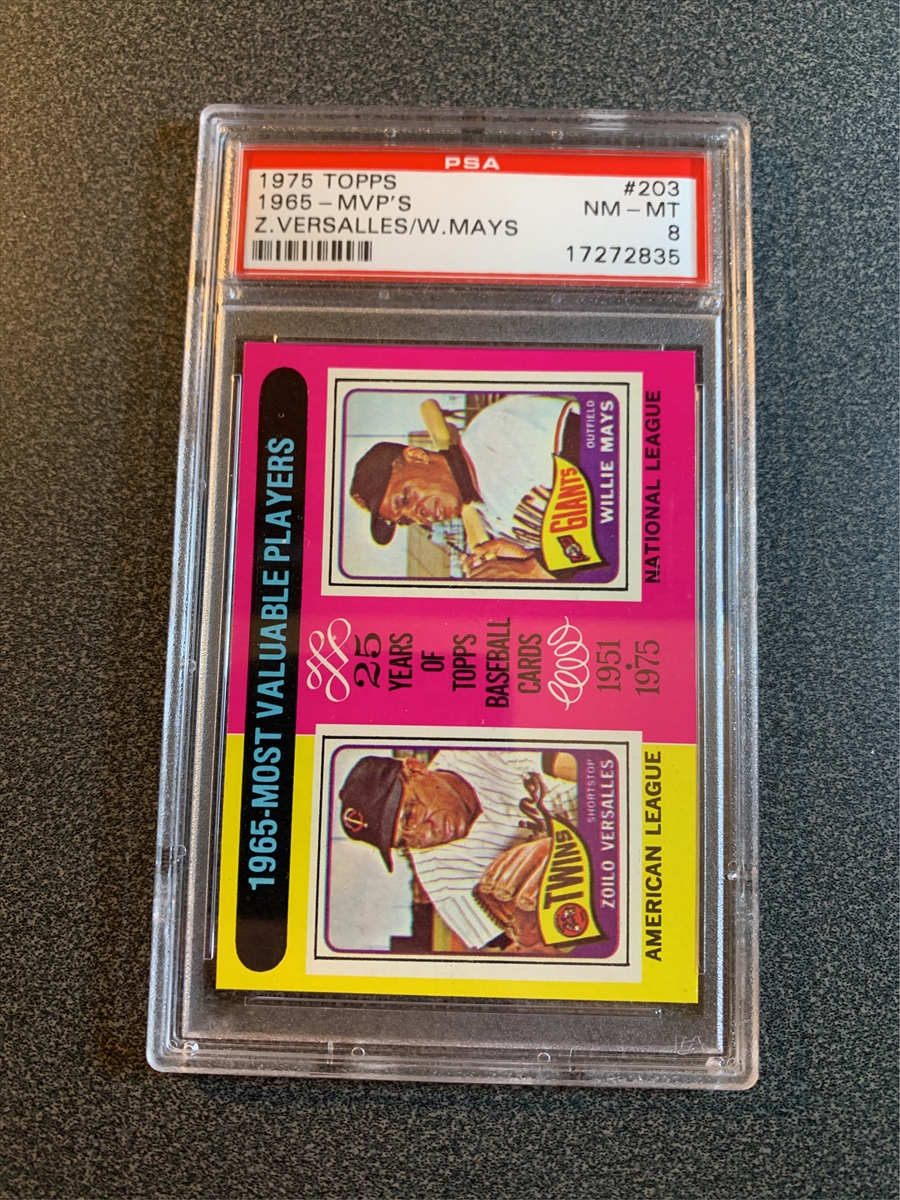 PSA
1975 TOPPS #203
1965 – MVP'S NM – MT
Z.VERSALLES/W.MAYS 8
17272835
1965-MOST VALUABLE PLAYERS
TWINS
SHORTSTOP
ZOILO VERSALLES
AMERICAN LEAGUE
25
YEARS
OF
TOPPS
BASEBALL
CARDS
1951
•
1975
GIANTS
OUTFIELD
WILLIE MAYS
NATIONAL LEAGUE